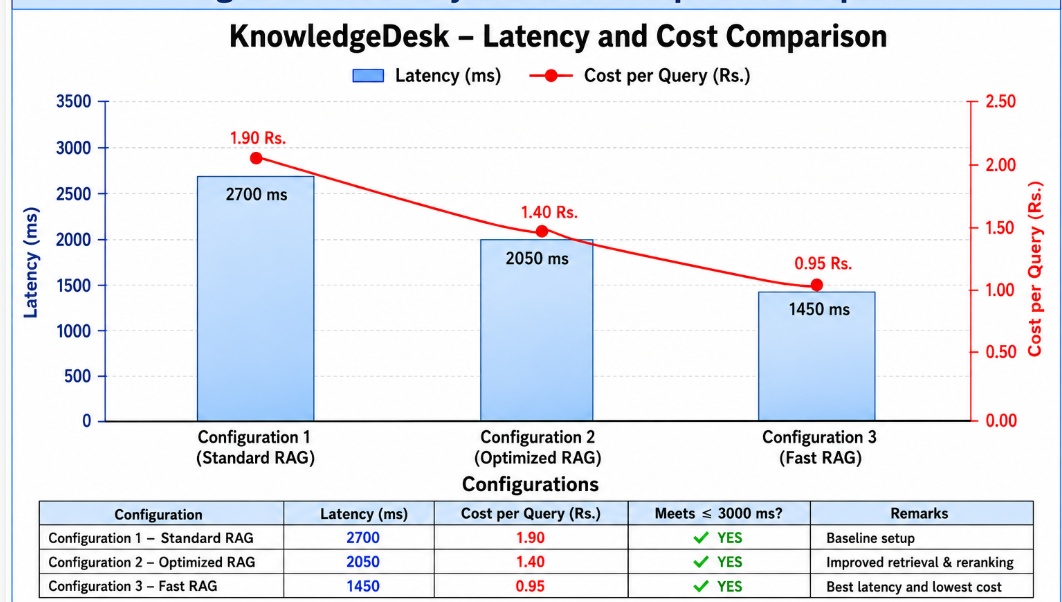 KnowledgeDesk – Latency and Cost Comparison
Latency (ms) Cost per Query (Rs.)
3500 2.50
1.90 Rs.
3000 2.00
2500 2700 ms
1.40 Rs.
2000 1.50
2050 ms
0.95 Rs.
1500 1.00
1450 ms
1000 0.50
500
0 0.00
Latency (ms)
Cost per Query (Rs.)
Configuration 1 Configuration 2 Configuration 3
(Standard RAG) (Optimized RAG) (Fast RAG)
Configurations
Configuration Latency (ms) Cost per Query (Rs.) Meets ≤ 3000 ms? Remarks
Configuration 1 – Standard RAG 2700 1.90 ✓ YES Baseline setup
Configuration 2 – Optimized RAG 2050 1.40 ✓ YES Improved retrieval & reranking
Configuration 3 – Fast RAG 1450 0.95 ✓ YES Best latency and lowest cost